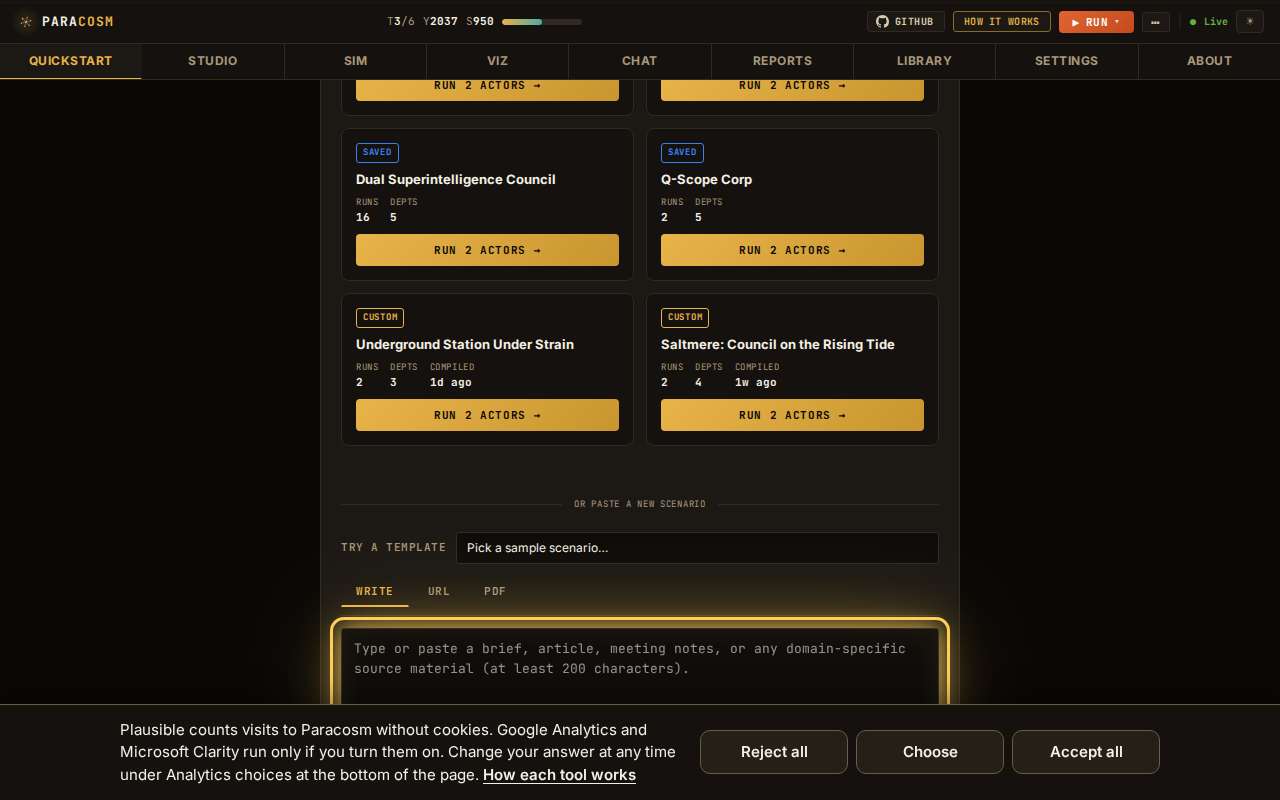 PARACOSM
T3/6 Y2037 S950
GITHUB
HOW IT WORKS
▶ RUN ▾
⋯
● Live
☀
QUICKSTART STUDIO SIM VIZ CHAT REPORTS LIBRARY SETTINGS ABOUT
RUN 2 ACTORS → RUN 2 ACTORS →
SAVED
Dual Superintelligence Council
RUNS DEPTS
16 5
RUN 2 ACTORS →
SAVED
Q-Scope Corp
RUNS DEPTS
2 5
RUN 2 ACTORS →
CUSTOM
Underground Station Under Strain
RUNS DEPTS COMPILED
2 3 1d ago
RUN 2 ACTORS →
CUSTOM
Saltmere: Council on the Rising Tide
RUNS DEPTS COMPILED
2 4 1w ago
RUN 2 ACTORS →
OR PASTE A NEW SCENARIO
TRY A TEMPLATE Pick a sample scenario...
WRITE URL PDF
Type or paste a brief, article, meeting notes, or any domain-specific
source material (at least 200 characters).
Plausible counts visits to Paracosm without cookies. Google Analytics and
Microsoft Clarity run only if you turn them on. Change your answer at any time
under Analytics choices at the bottom of the page. How each tool works
Reject all Choose Accept all